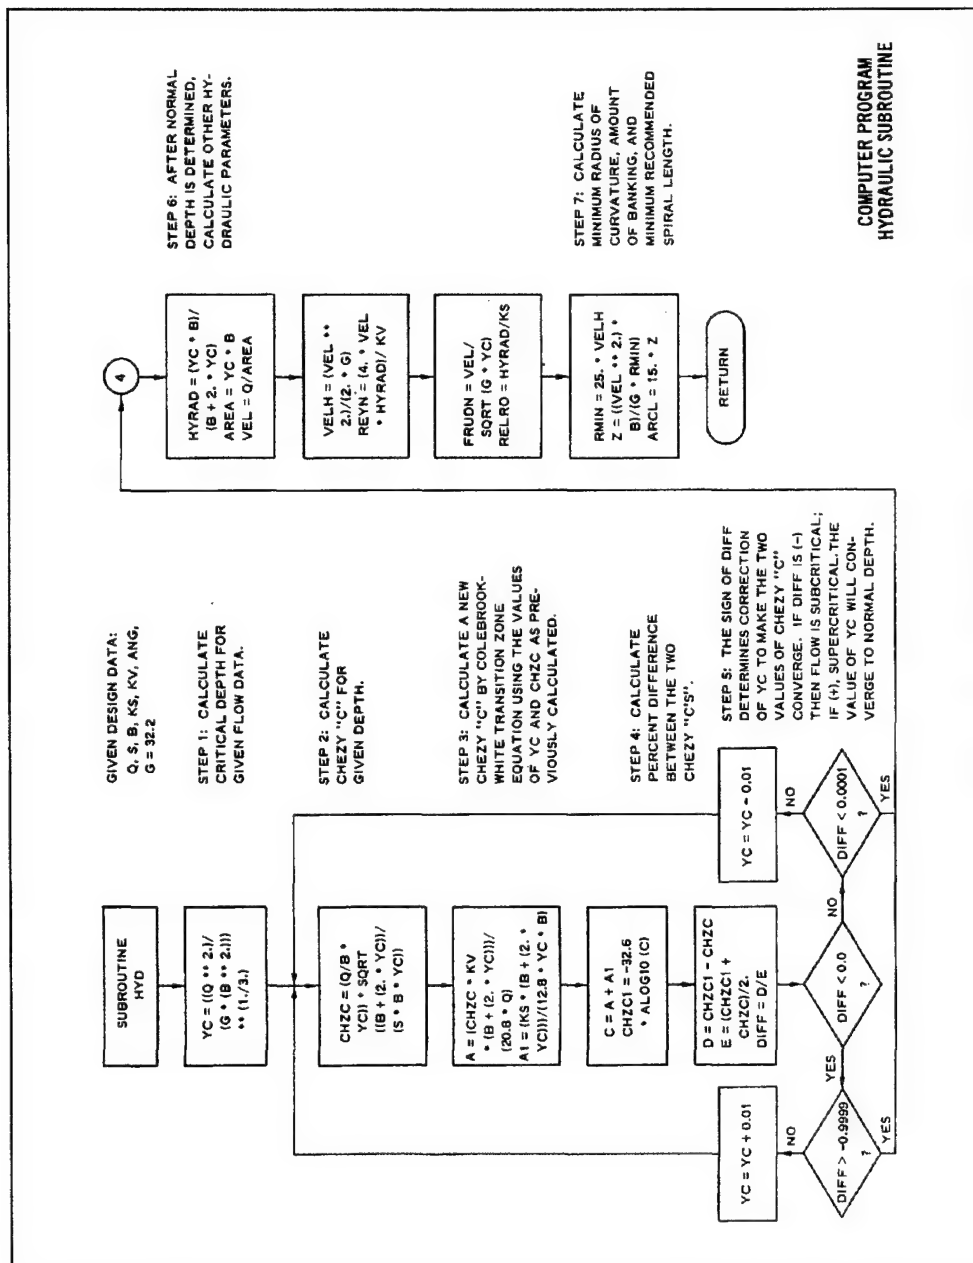 GIVEN DESIGN DATA:
Q, S, B, KS, KV, ANG,
G = 32.2
STEP 1: CALCULATE
CRITICAL DEPTH FOR
GIVEN FLOW DATA.
STEP 2: CALCULATE
CHEZY "C" FOR
GIVEN DEPTH.
STEP 3: CALCULATE A NEW
CHEZY "C" BY COLEBROOK-
WHITE TRANSITION ZONE
EQUATION USING THE VALUES
OF YC AND CHZC AS PRE-
VIOUSLY CALCULATED.
STEP 4: CALCULATE
PERCENT DIFFERENCE
BETWEEN THE TWO
CHEZY "C'S".
STEP 5: THE SIGN OF DIFF
DETERMINES CORRECTION
OF YC TO MAKE THE TWO
VALUES OF CHEZY "C"
CONVERGE. IF DIFF IS (-)
THEN FLOW IS SUBCRITICAL;
IF (+), SUPERCRITICAL. THE
VALUE OF YC WILL CON-
VERGE TO NORMAL DEPTH.
SUBROUTINE
HYD
YC = ((Q ** 2.)/
(G * (B ** 2.)))
** (1./3.)
CHZC = (Q/B *
YC)) * SQRT
((B + (2. * YC))/
(S * B * YC))
A = (CHZC * KV
* (B + (2. * YC)))/
(20.8 * Q)
A1 = (KS * (B + (2. *
YC)))/(12.8 * YC * B)
C = A + A1
CHZC1 = -32.6
* ALOG10 (C)
D = CHZC1 - CHZC
E = (CHZC1 +
CHZC)/2.
DIFF = D/E
DIFF < 0.0
?
YES
NO
DIFF > -0.9999
?
NO
YES
YC = YC + 0.01
DIFF < 0.0001
?
NO
YES
YC = YC - 0.01
4
HYRAD = (YC * B)/
(B + 2. * YC)
AREA = YC * B
VEL = Q/AREA
VELH = (VEL **
2.)/(2. * G)
REYN = (4. * VEL
* HYRAD)/ KV
FRUDN = VEL/
SQRT (G * YC)
RELRO = HYRAD/KS
RMIN = 25. * VELH
Z = ((VEL ** 2.) *
B)/(G * RMIN)
ARCL = 15. * Z
RETURN
STEP 6: AFTER NORMAL
DEPTH IS DETERMINED,
CALCULATE OTHER HY-
DRAULIC PARAMETERS.
STEP 7: CALCULATE
MINIMUM RADIUS OF
CURVATURE, AMOUNT
OF BANKING, AND
MINIMUM RECOMMENDED
SPIRAL LENGTH.
COMPUTER PROGRAM
HYDRAULIC SUBROUTINE